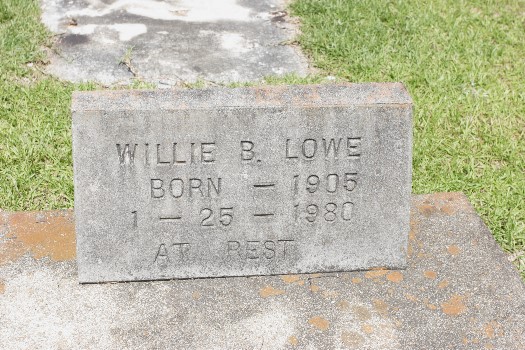 WILLIE B. LOWE
BORN – 1905
1 – 25 – 1980
AT REST